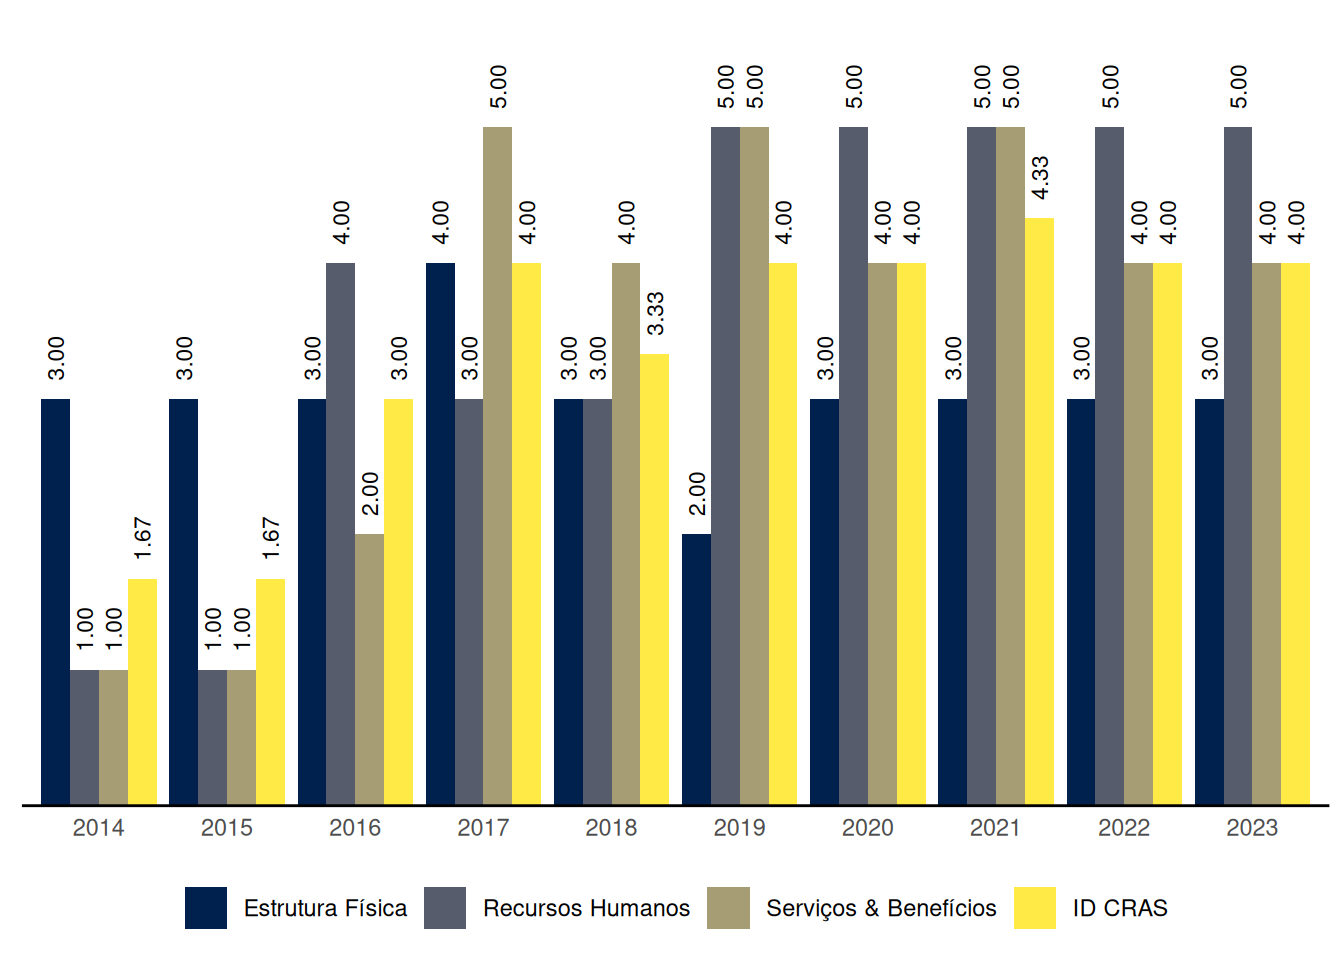 3.00 1.00 1.00 1.67 3.00 1.00 1.00 1.67 3.00 4.00 2.00 3.00 4.00 3.00 5.00 4.00 3.00 3.00 4.00 3.33 2.00 5.00 5.00 4.00 3.00 5.00 4.00 4.00 3.00 5.00 5.00 4.33 3.00 5.00 4.00 4.00 3.00 5.00 4.00 4.00
2014 2015 2016 2017 2018 2019 2020 2021 2022 2023
Estrutura Física Recursos Humanos Serviços & Benefícios ID CRAS